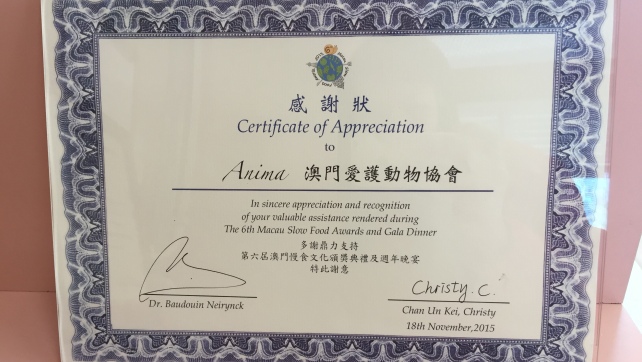 感謝狀
Certificate of Appreciation
to
Anima 澳門愛護動物協會
In sincere appreciation and recognition
of your valuable assistance rendered during
The 6th Macau Slow Food Awards and Gala Dinner
多謝鼎力支持
第六屆澳門慢食文化頒獎典禮及週年晚宴
特此謝意
Dr. Baudouin Neirynck
Christy. C.
Chan Un Kei, Christy
18th November,2015